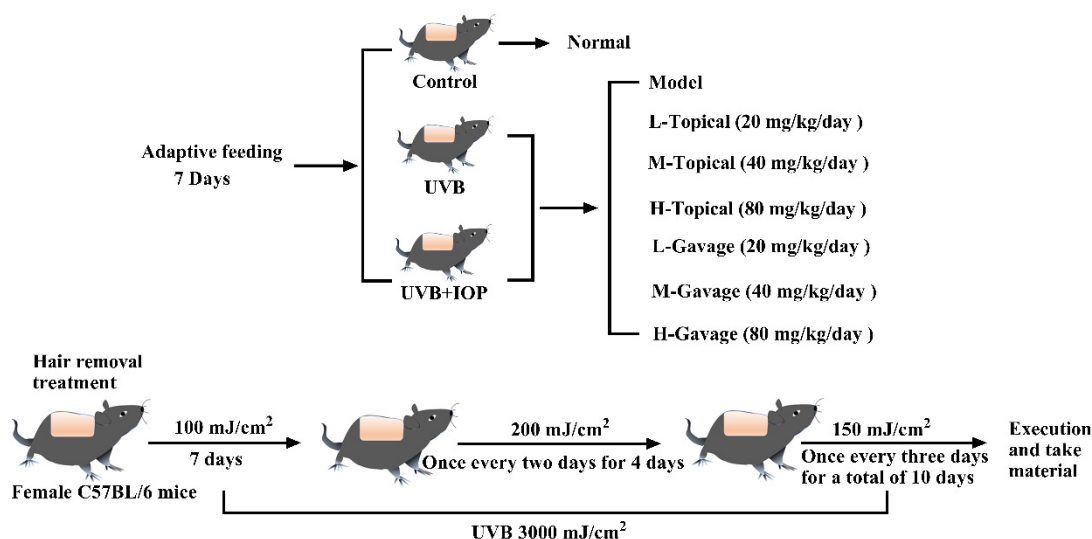 Control
Normal
UVB
UVB+IOP
Adaptive feeding
7 Days
Model
L-Topical (20 mg/kg/day )
M-Topical (40 mg/kg/day )
H-Topical (80 mg/kg/day )
L-Gavage (20 mg/kg/day )
M-Gavage (40 mg/kg/day )
H-Gavage (80 mg/kg/day )
Hair removal
treatment
Female C57BL/6 mice
100 mJ/cm²
7 days
200 mJ/cm²
Once every two days for 4 days
150 mJ/cm²
Once every three days
for a total of 10 days
Execution
and take
material
UVB 3000 mJ/cm²